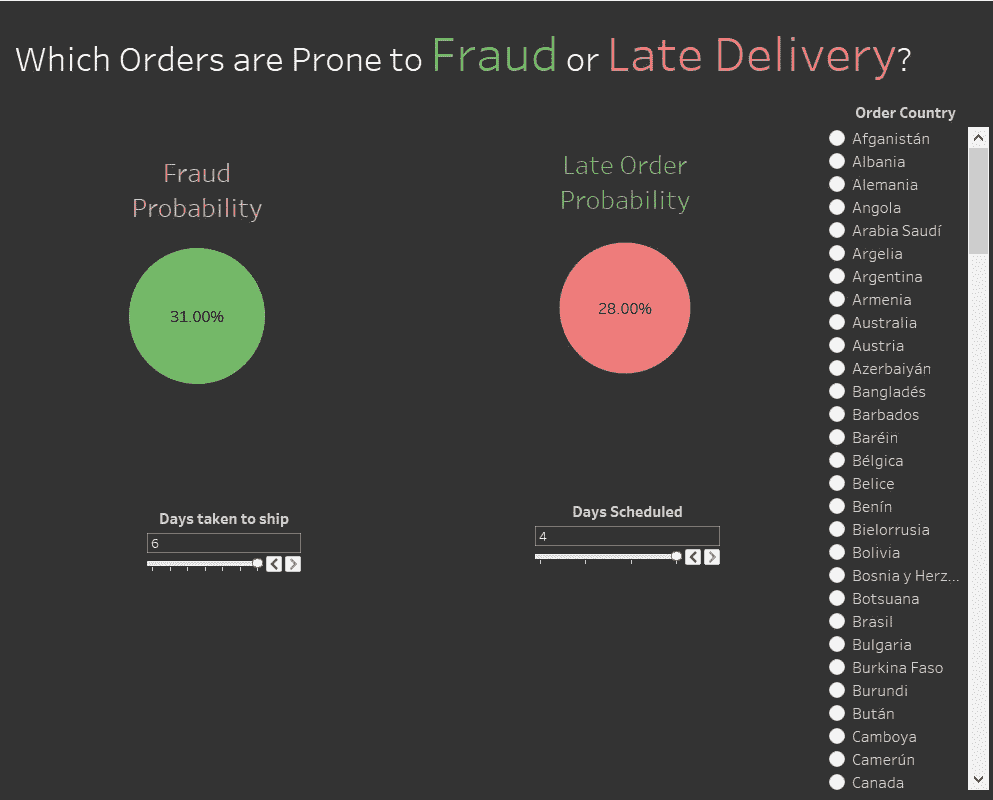 Which Orders are Prone to Fraud or Late Delivery?
Fraud
Probability
31.00%
Late Order
Probability
28.00%
Days taken to ship
6
Days Scheduled
4
Order Country
Afganistán
Albania
Alemania
Angola
Arabia Saudí
Argelia
Argentina
Armenia
Australia
Austria
Azerbaiyán
Bangladés
Barbados
Baréin
Bélgica
Belice
Benín
Bielorrusia
Bolivia
Bosnia y Herz...
Botsuana
Brasil
Bulgaria
Burkina Faso
Burundi
Bután
Camboya
Camerún
Canada